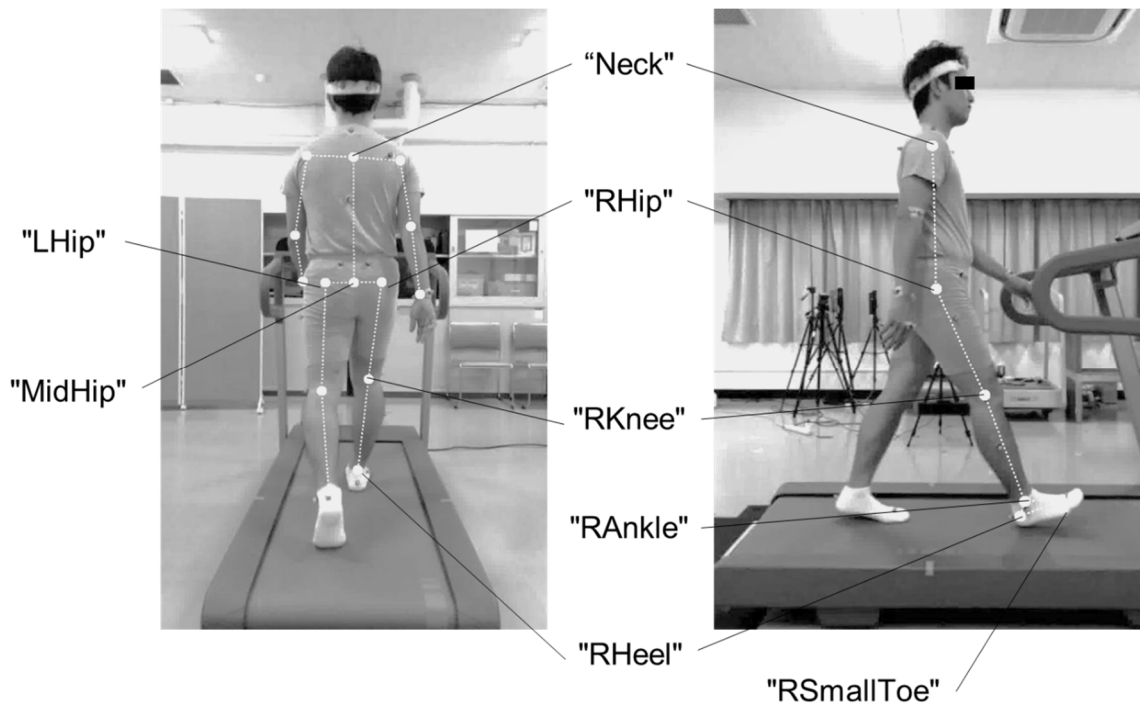 “Neck"
"RHip"
"LHip"
"MidHip"
"RKnee"
"RAnkle"
"RHeel"
"RSmallToe"